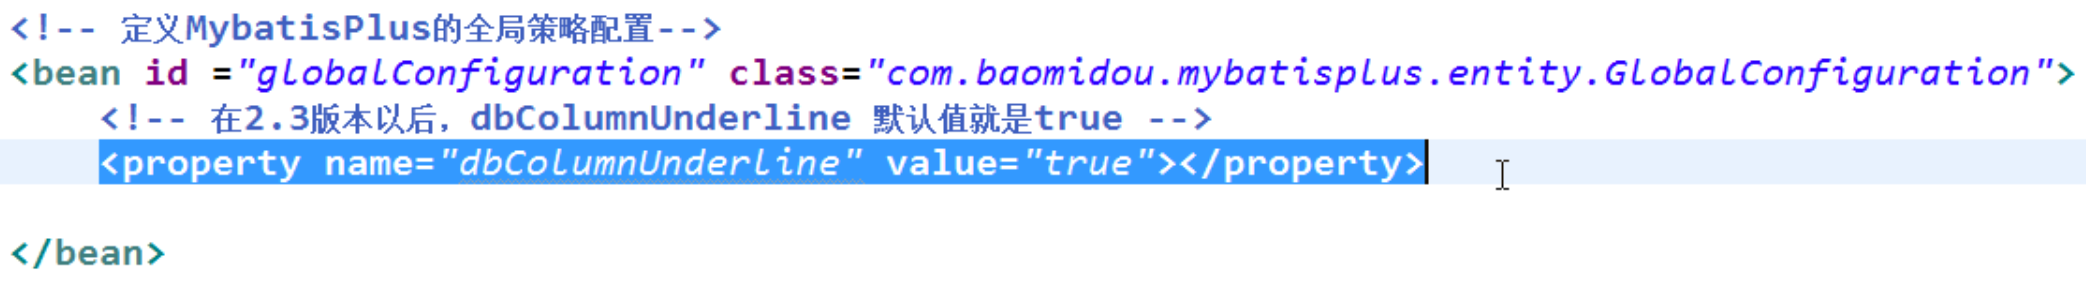 <!-- 定义MybatisPlus的全局策略配置-->
<bean id ="globalConfiguration" class="com.baomidou.mybatisplus.entity.GlobalConfiguration">
    <!-- 在2.3版本以后，dbColumnUnderline 默认值就是true -->
    <property name="dbColumnUnderline" value="true"></property>
</bean>